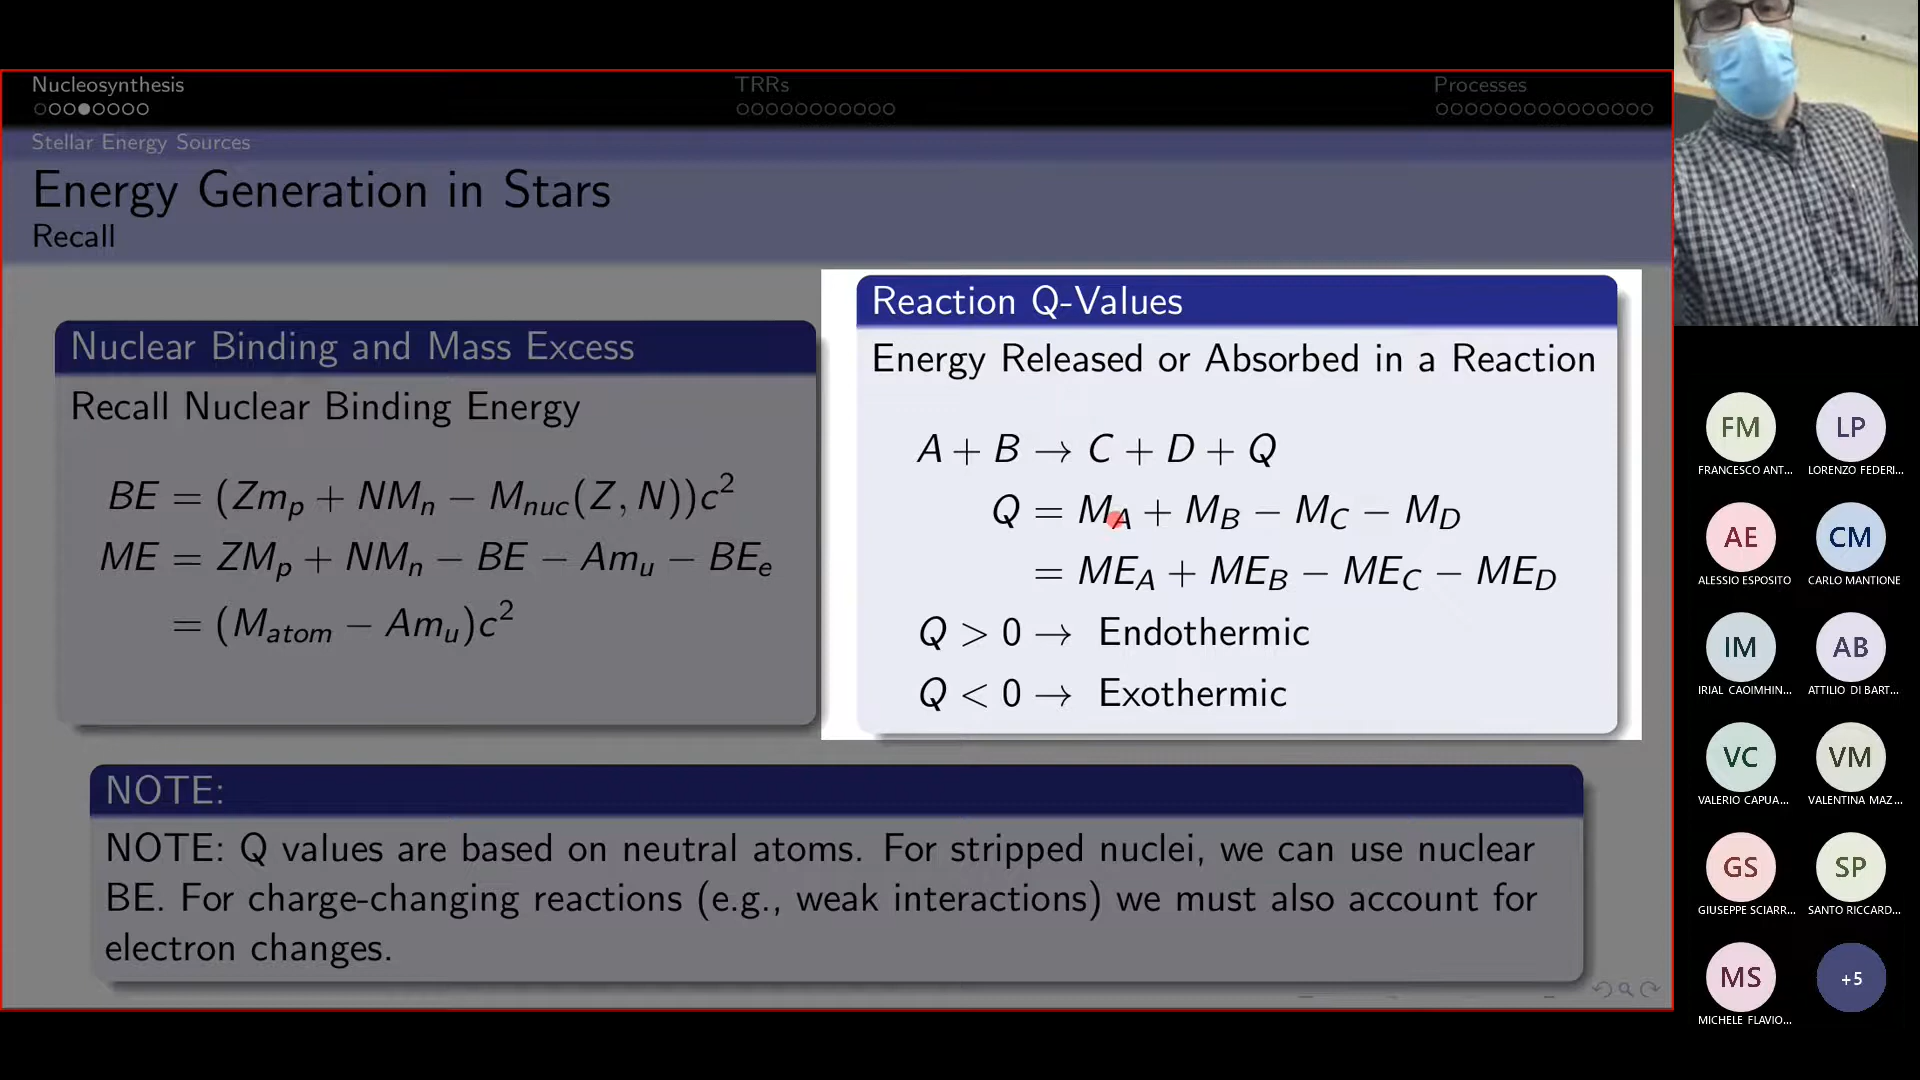 Nucleosynthesis
TRRs
Processes
Stellar Energy Sources
Energy Generation in Stars
Recall
Nuclear Binding and Mass Excess
Recall Nuclear Binding Energy
BE = (Zm_p + NM_n − M_nuc(Z, N))c²
ME = ZM_p + NM_n − BE − Am_u − BE_e
= (M_atom − Am_u)c²
Reaction Q-Values
Energy Released or Absorbed in a Reaction
A + B → C + D + Q
Q = M_A + M_B − M_C − M_D
= ME_A + ME_B − ME_C − ME_D
Q > 0 → Endothermic
Q < 0 → Exothermic
NOTE:
NOTE: Q values are based on neutral atoms. For stripped nuclei, we can use nuclear
BE. For charge-changing reactions (e.g., weak interactions) we must also account for
electron changes.
FM
LP
FRANCESCO ANT...
LORENZO FEDERI...
AE
CM
ALESSIO ESPOSITO
CARLO MANTIONE
IM
AB
IRIAL CAOIMHIN...
ATTILIO DI BART...
VC
VM
VALERIO CAPUA...
VALENTINA MAZ...
GS
SP
GIUSEPPE SCIARR...
SANTO RICCARD...
MS
+5
MICHELE FLAVIO...